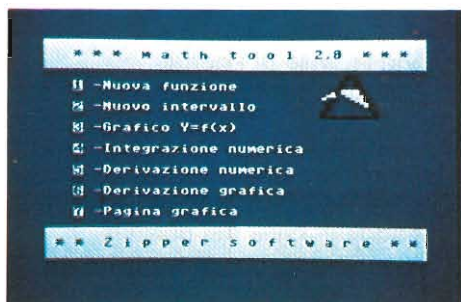 * * * math tool 2.0 * * *
1 -Nuova funzione
2 -Nuovo intervallo
3 -Grafico Y=f(x)
4 -Integrazione numerica
5 -Derivazione numerica
6 -Derivazione grafica
7 -Pagina grafica
* * Zipper software * *